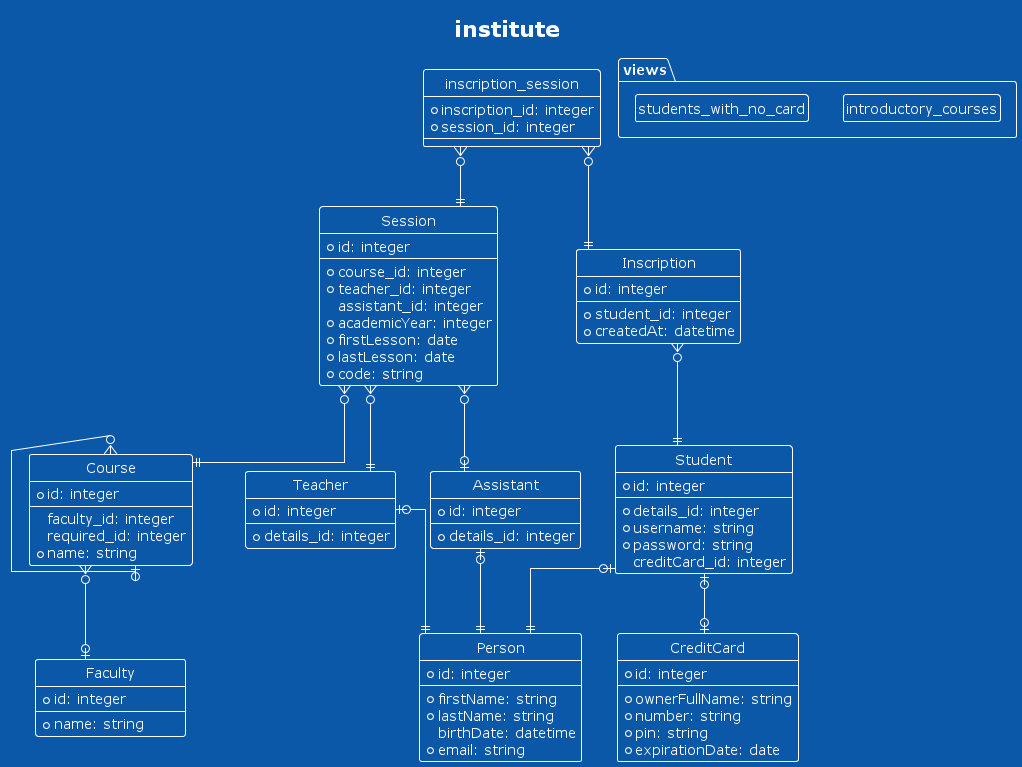 institute
views
students_with_no_card
introductory_courses
inscription_session
inscription_id: integer
session_id: integer
Session
id: integer
course_id: integer
teacher_id: integer
assistant_id: integer
academicYear: integer
firstLesson: date
lastLesson: date
code: string
Inscription
id: integer
student_id: integer
createdAt: datetime
Course
id: integer
faculty_id: integer
required_id: integer
name: string
Teacher
id: integer
details_id: integer
Assistant
id: integer
details_id: integer
Student
id: integer
details_id: integer
username: string
password: string
creditCard_id: integer
Faculty
id: integer
name: string
Person
id: integer
firstName: string
lastName: string
birthDate: datetime
email: string
CreditCard
id: integer
ownerFullName: string
number: string
pin: string
expirationDate: date